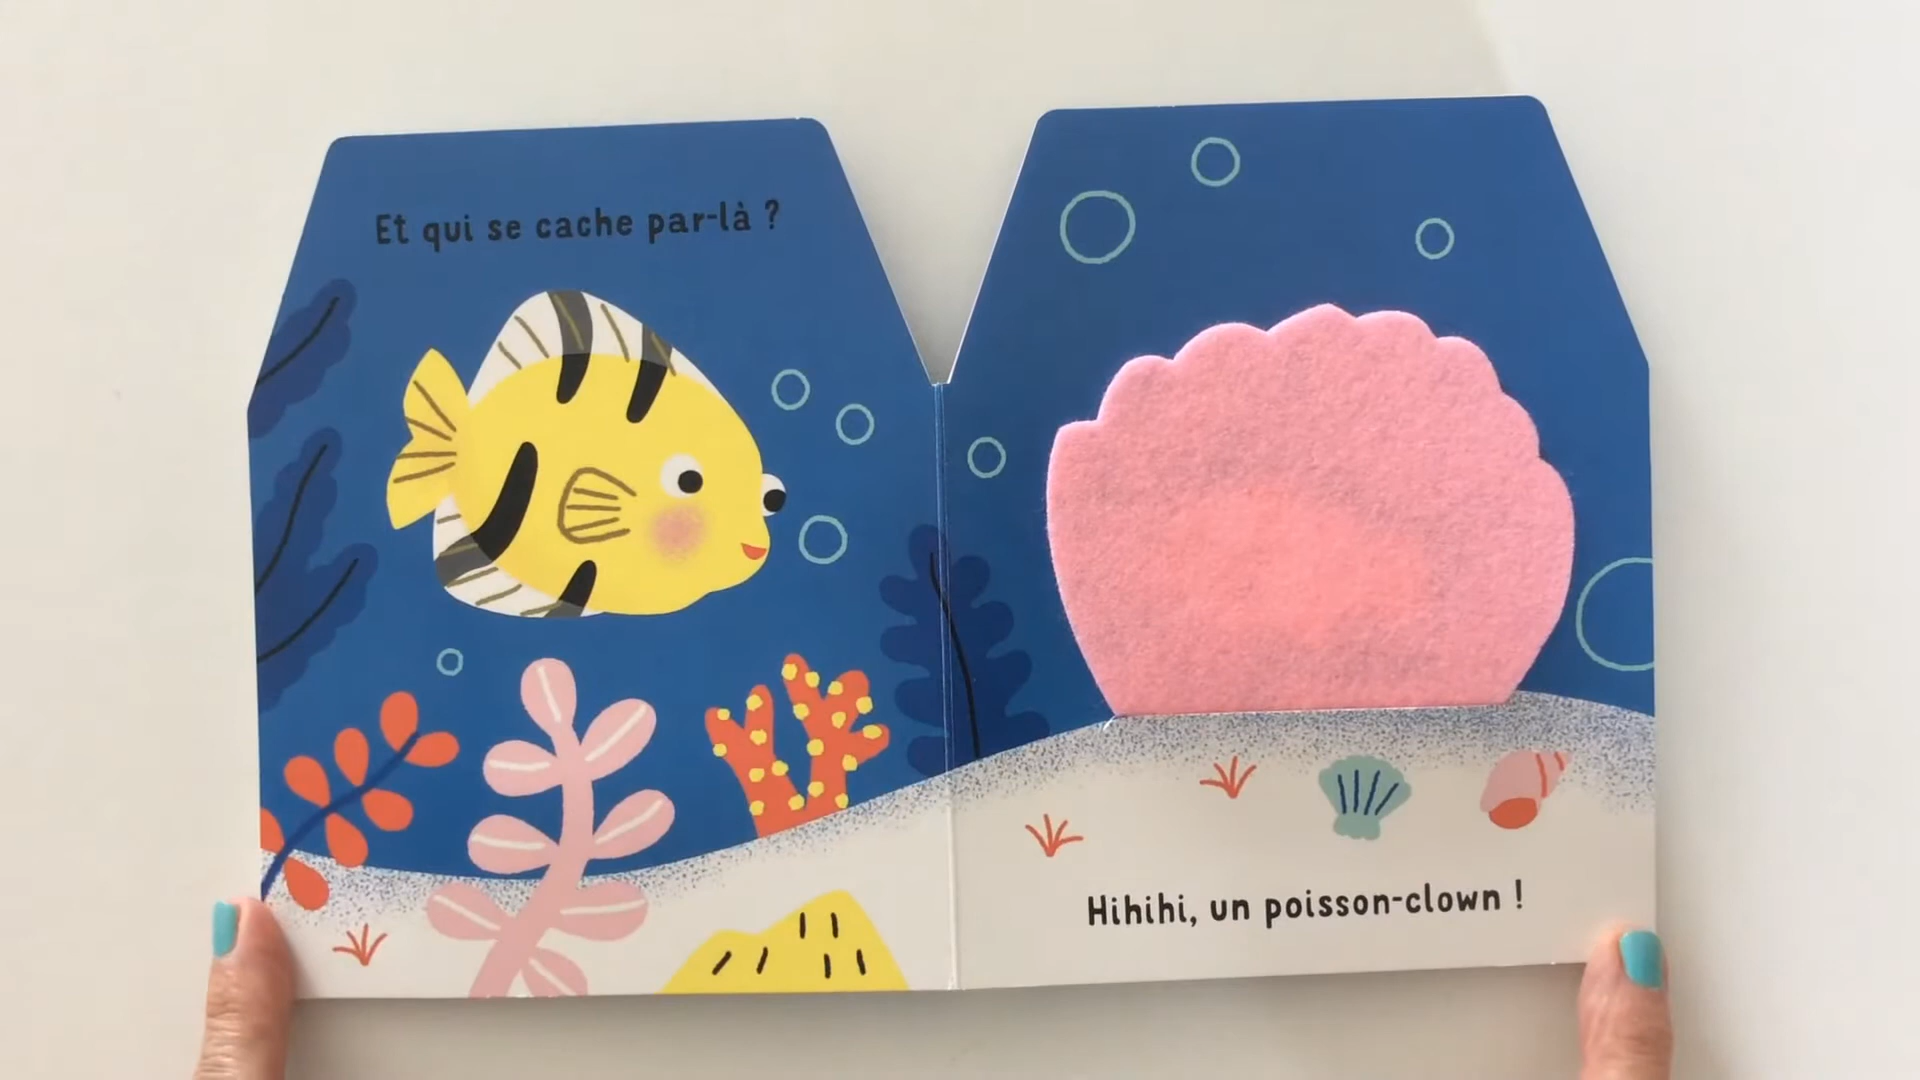 Et qui se cache par-là ?
Hihihi, un poisson-clown !